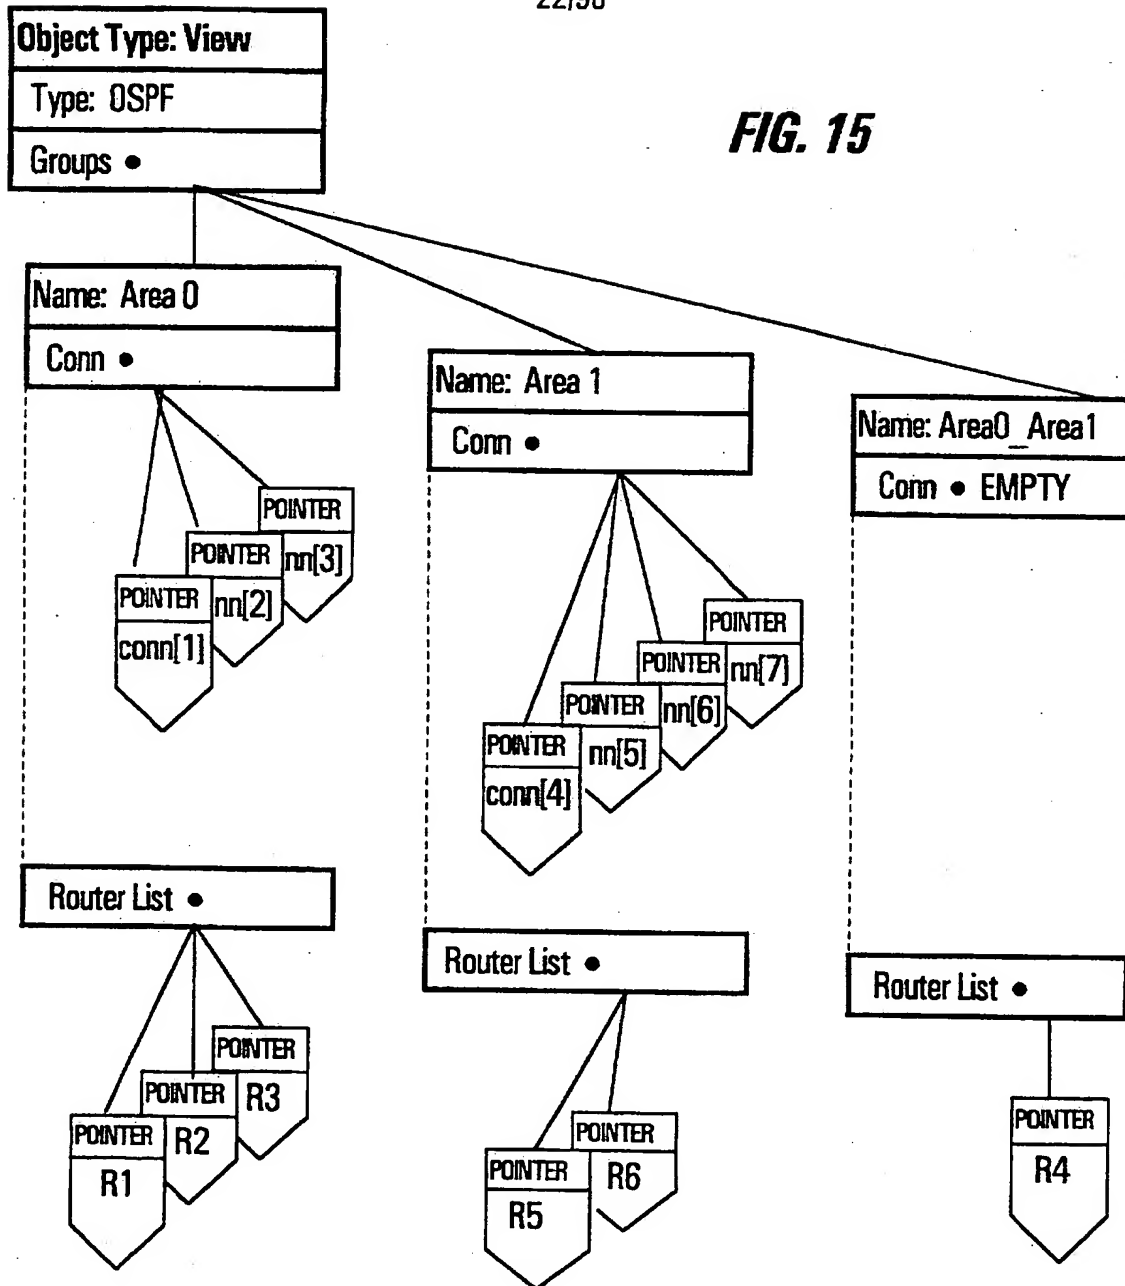 Object Type: View
Type: OSPF
Groups •
FIG. 15
Name: Area 0
Conn •
Name: Area 1
Conn •
Name: Area0_Area1
Conn • EMPTY
POINTER
nn[3]
POINTER
nn[2]
POINTER
conn[1]
POINTER
nn[7]
POINTER
nn[6]
POINTER
nn[5]
POINTER
conn[4]
Router List •
Router List •
Router List •
POINTER
R3
POINTER
R2
POINTER
R1
POINTER
R6
POINTER
R5
POINTER
R4